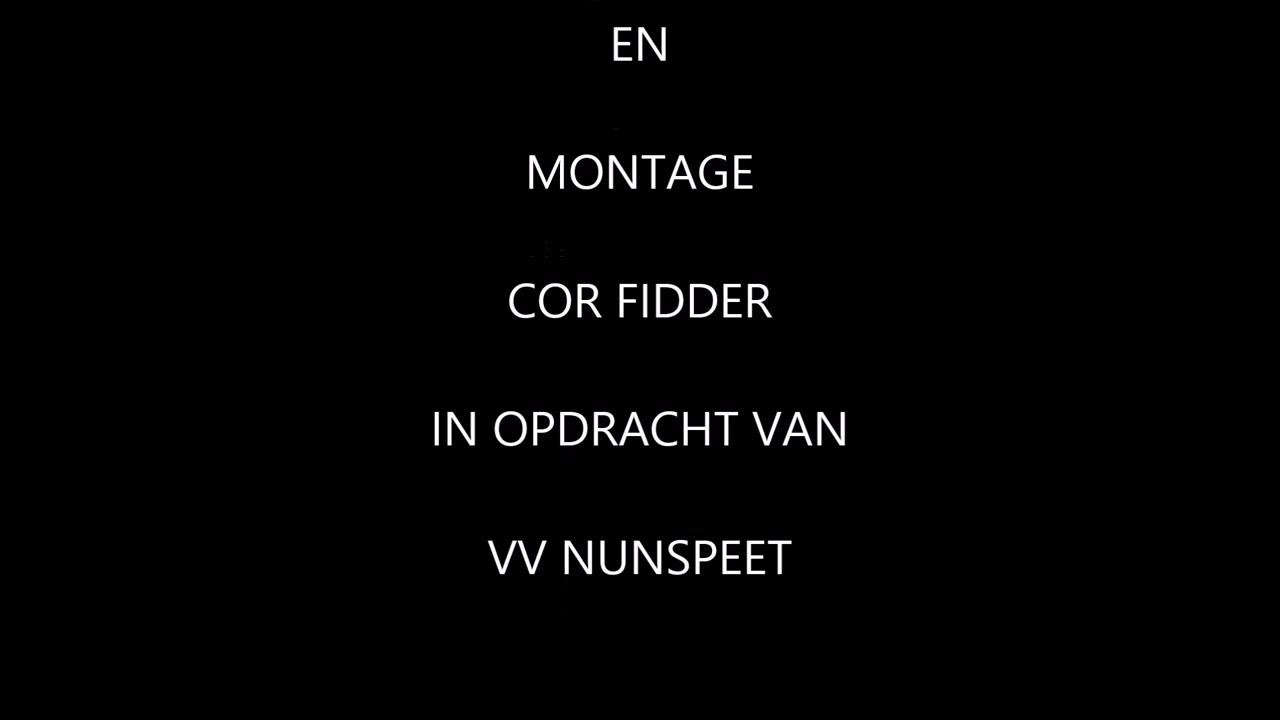 EN
MONTAGE
COR FIDDER
IN OPDRACHT VAN
VV NUNSPEET